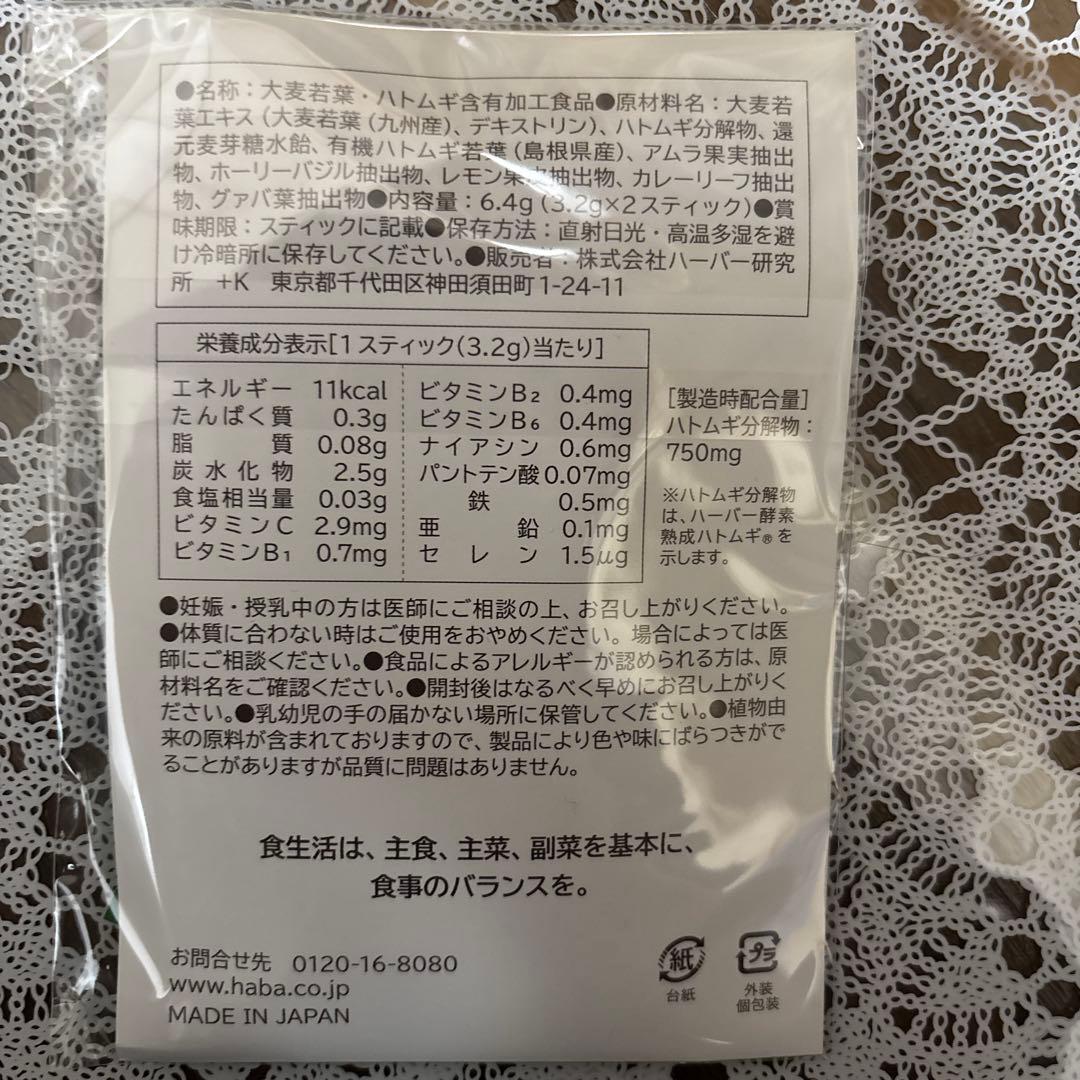 ●名称：大麦若葉・ハトムギ含有加工食品●原材料名：大麦若
葉エキス（大麦若葉（九州産）、デキストリン）、ハトムギ分解物、還
元麦芽糖水飴、有機ハトムギ若葉（島根県産）、アムラ果実抽出
物、ホーリーバジル抽出物、レモン果皮抽出物、カレーリーフ抽出
物、グァバ葉抽出物●内容量：6.4g（3.2g×2スティック）●賞
味期限：スティックに記載●保存方法：直射日光・高温多湿を避
け冷暗所に保存してください。●販売者：株式会社ハーバー研究
所　+K　東京都千代田区神田須田町1-24-11
栄養成分表示[1スティック（3.2g）当たり]
エネルギー 11kcal
たんぱく質 0.3g
脂質 0.08g
炭水化物 2.5g
食塩相当量 0.03g
ビタミンC 2.9mg
ビタミンB₁ 0.7mg
ビタミンB₂ 0.4mg
ビタミンB₆ 0.4mg
ナイアシン 0.6mg
パントテン酸 0.07mg
鉄 0.5mg
亜鉛 0.1mg
セレン 1.5μg
[製造時配合量]
ハトムギ分解物：
750mg
※ハトムギ分解物
は、ハーバー酵素
熟成ハトムギ®を
示します。
●妊娠・授乳中の方は医師にご相談の上、お召し上がりください。
●体質に合わない時はご使用をおやめください。場合によっては医
師にご相談ください。●食品によるアレルギーが認められる方は、原
材料名をご確認ください。●開封後はなるべく早めにお召し上がりく
ださい。●乳幼児の手の届かない場所に保管してください。●植物由
来の原料が含まれておりますので、製品により色や味にばらつきがで
ることがありますが品質に問題はありません。
食生活は、主食、主菜、副菜を基本に、
食事のバランスを。
お問合せ先　0120-16-8080
www.haba.co.jp
MADE IN JAPAN
紙
台紙
プラ
外装
個包装